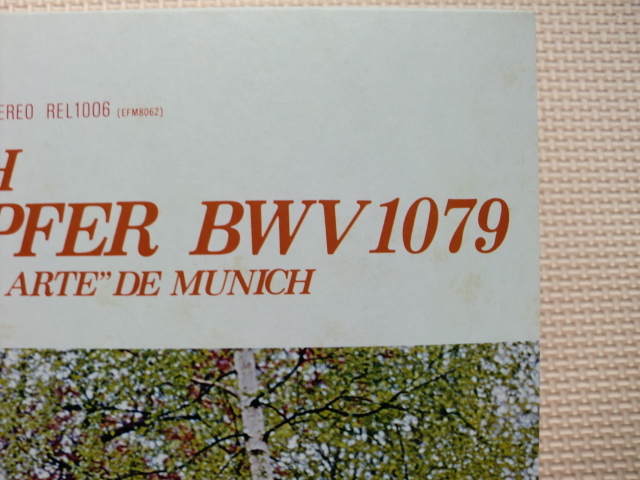 EREO REL1006 (EFM8062)
H
PFER BWV1079
ARTE" DE MUNICH